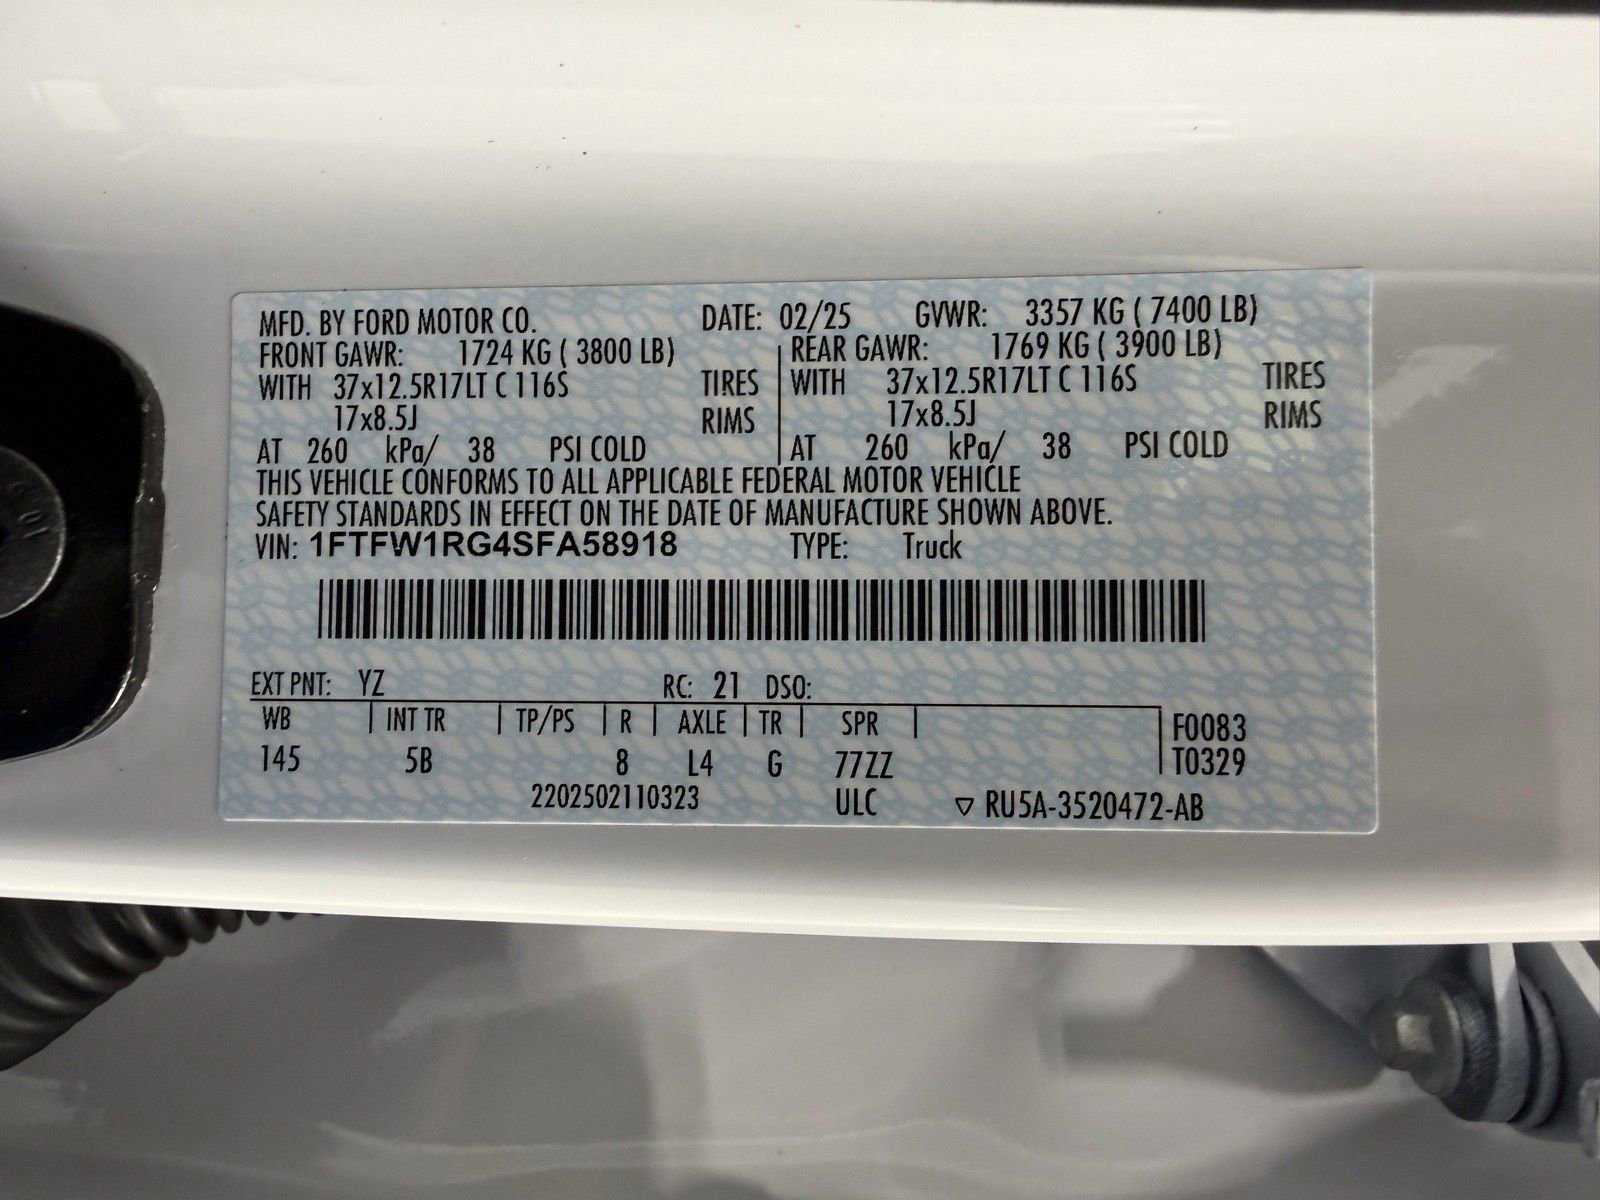 MFD. BY FORD MOTOR CO. DATE: 02/25 GVWR: 3357 KG ( 7400 LB)
FRONT GAWR: 1724 KG ( 3800 LB) REAR GAWR: 1769 KG ( 3900 LB)
WITH 37x12.5R17LT C 116S TIRES WITH 37x12.5R17LT C 116S TIRES
17x8.5J RIMS 17x8.5J RIMS
AT 260 kPa/ 38 PSI COLD AT 260 kPa/ 38 PSI COLD
THIS VEHICLE CONFORMS TO ALL APPLICABLE FEDERAL MOTOR VEHICLE
SAFETY STANDARDS IN EFFECT ON THE DATE OF MANUFACTURE SHOWN ABOVE.
VIN: 1FTFW1RG4SFA58918 TYPE: Truck
EXT PNT: YZ RC: 21 DSO:
WB INT TR TP/PS R AXLE TR SPR F0083
145 5B 8 L4 G 77ZZ T0329
2202502110323 ULC ▽ RU5A-3520472-AB